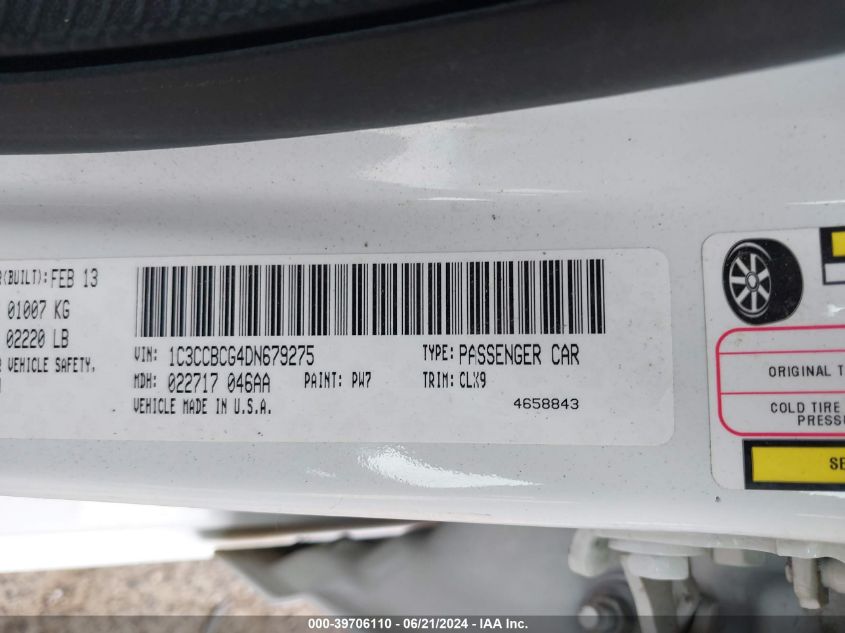 R(BUILT): FEB 13
01007 KG
02220 LB
VEHICLE SAFETY,
VIN: 1C3CCBCG4DN679275
TYPE: PASSENGER CAR
MDH: 022717 046AA
PAINT: PW7
TRIM: CLX9
VEHICLE MADE IN U.S.A.
4658843
ORIGINAL T
COLD TIRE
PRESSU
SE
000-39706110 - 06/21/2024 - IAA Inc.